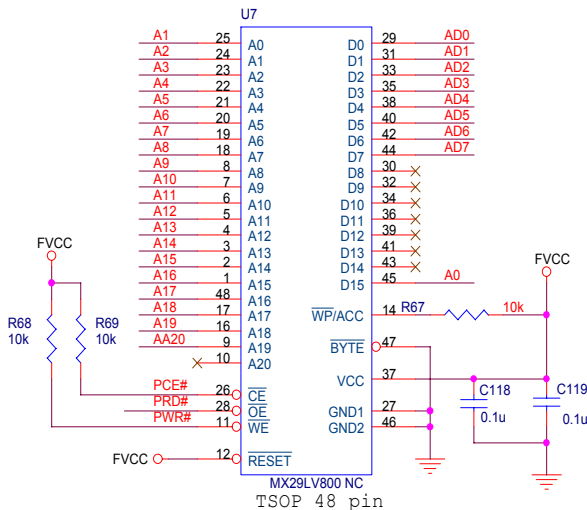 U7
A1 25 A0 D0 29 AD0
A2 24 A1 D1 31 AD1
A3 23 A2 D2 33 AD2
A4 22 A3 D3 35 AD3
A5 21 A4 D4 38 AD4
A6 20 A5 D5 40 AD5
A7 19 A6 D6 42 AD6
A8 18 A7 D7 44 AD7
A9 8 A8 D8 30
A10 7 A9 D9 32
A11 6 A10 D10 34
A12 5 A11 D11 36
A13 4 A12 D12 39
A14 3 A13 D13 41
A15 2 A14 D14 43
A16 1 A15 D15 45 A0
A17 48 A16
A18 17 A17 WP/ACC 14 R67 10k
A19 16 A18
AA20 9 A19 BYTE 47
10 A20
VCC 37
PCE# 26 CE
PRD# 28 OE GND1 27
PWR# 11 WE GND2 46
FVCC 12 RESET
FVCC
R68 10k
R69 10k
FVCC
C118 0.1u
C119 0.1u
MX29LV800 NC
TSOP 48 pin